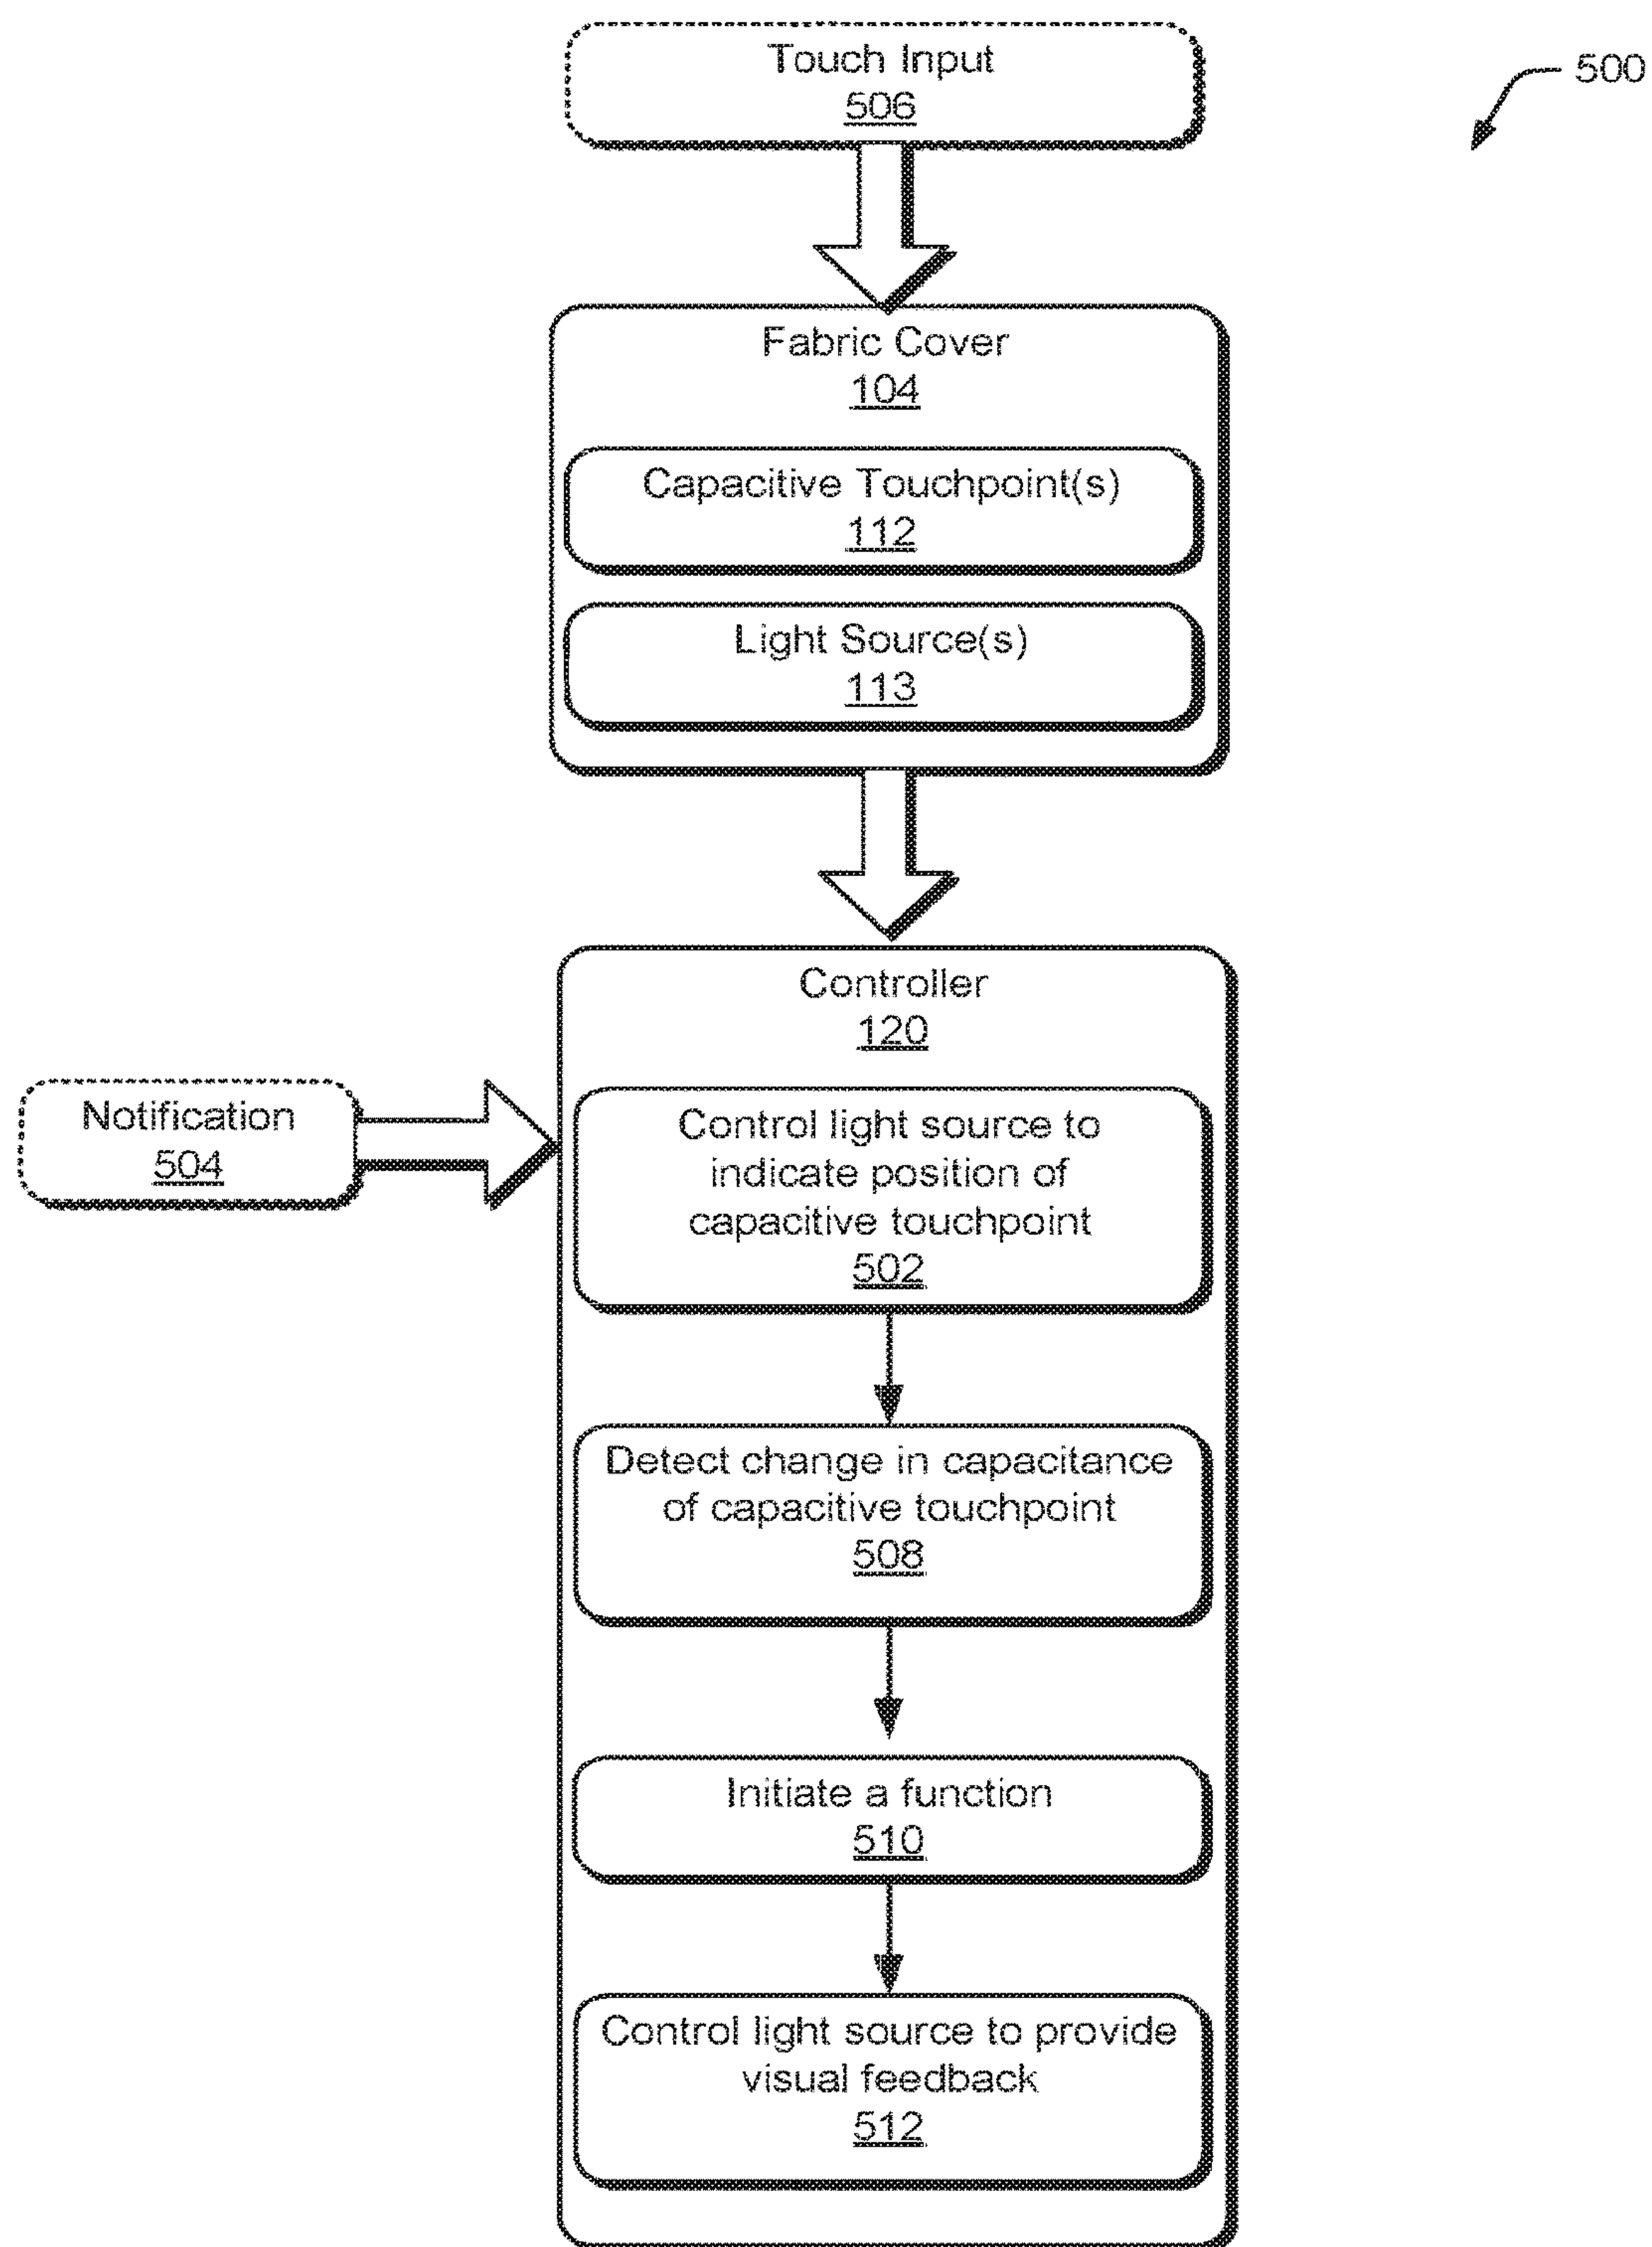 Touch Input
506
500
Fabric Cover
104
Capacitive Touchpoint(s)
112
Light Source(s)
113
Controller
120
Notification
504
Control light source to
indicate position of
capacitive touchpoint
502
Detect change in capacitance
of capacitive touchpoint
508
Initiate a function
510
Control light source to provide
visual feedback
512